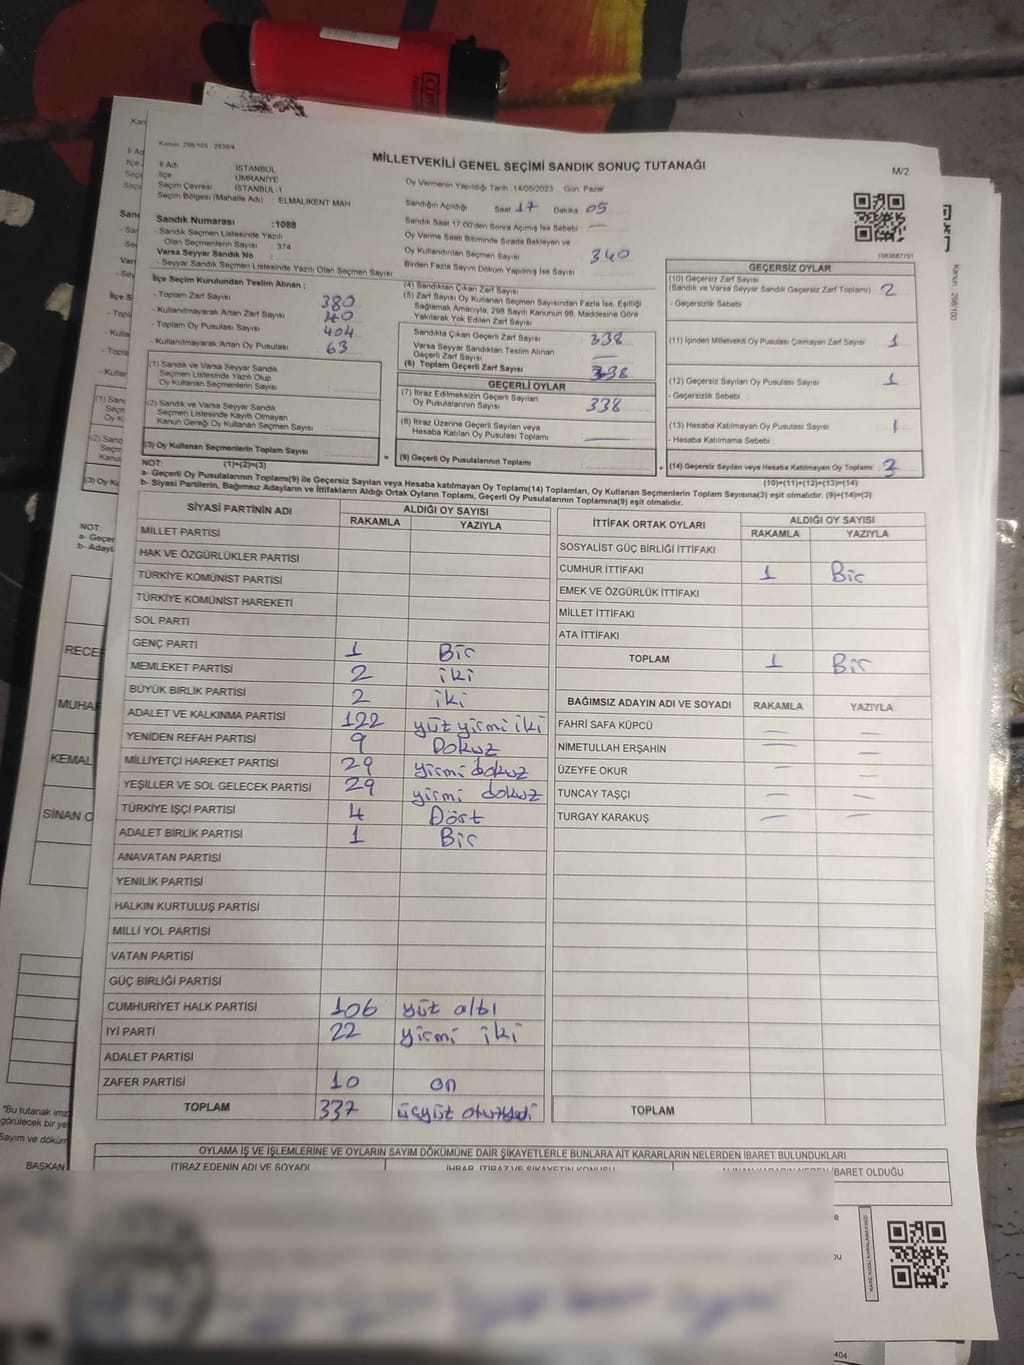 Kanun: 298/103 , 2839/4
MİLLETVEKİLİ GENEL SEÇİMİ SANDIK SONUÇ TUTANAĞI
M/2
İl Adı İSTANBUL
İlçe ÜMRANİYE
Seçim Çevresi İSTANBUL-1
Seçim Bölgesi (Mahalle Adı) ELMALIKENT MAH
Oy Vermenin Yapıldığı Tarih :14/05/2023 Gün: Pazar
Sandığın Açıldığı Saat 17 Dakika 05
Sandık Saat 17.00'den Sonra Açılmış İse Sebebi —
Oy Verme Saati Bitiminde Sırada Bekleyen ve
Oy Kullandırılan Seçmen Sayısı 340
Birden Fazla Sayım Döküm Yapılmış İse Sayısı
Sandık Numarası :1088
- Sandık Seçmen Listesinde Yazılı
Olan Seçmenlerin Sayısı : 374
Varsa Seyyar Sandık No
- Seyyar Sandık Seçmen Listesinde Yazılı Olan Seçmen Sayısı
İlçe Seçim Kurulundan Teslim Alınan ;
- Toplam Zarf Sayısı 380
- Kullanılmayarak Artan Zarf Sayısı 40
- Toplam Oy Pusulası Sayısı 404
- Kullanılmayarak Artan Oy Pusulası 63
(1) Sandık ve Varsa Seyyar Sandık
Seçmen Listesinde Yazılı Olup
Oy Kullanan Seçmenlerin Sayısı :
(2) Sandık ve Varsa Seyyar Sandık
Seçmen Listesinde Kayıtlı Olmayan
Kanun Gereği Oy Kullanan Seçmen Sayısı :
(3) Oy Kullanan Seçmenlerin Toplam Sayısı
(4) Sandıktan Çıkan Zarf Sayısı
(5) Zarf Sayısı Oy Kullanan Seçmen Sayısından Fazla İse, Eşitliği
Sağlamak Amacıyla; 298 Sayılı Kanunun 98. Maddesine Göre
Yakılarak Yok Edilen Zarf Sayısı
Sandıkta Çıkan Geçerli Zarf Sayısı 338
Varsa Seyyar Sandıktan Teslim Alınan
Geçerli Zarf Sayısı —
(6) Toplam Geçerli Zarf Sayısı 338
GEÇERLİ OYLAR
(7) İtiraz Edilmeksizin Geçerli Sayılan
Oy Pusulalarının Sayısı 338
(8) İtiraz Üzerine Geçerli Sayılan veya
Hesaba Katılan Oy Pusulası Toplamı —
= (9) Geçerli Oy Pusulalarının Toplamı
1083687701
GEÇERSİZ OYLAR
(10) Geçersiz Zarf Sayısı
(Sandık ve Varsa Seyyar Sandık Geçersiz Zarf Toplamı) 2
- Geçersizlik Sebebi :
(11) İçinden Milletvekili Oy Pusulası Çıkmayan Zarf Sayısı 1
(12) Geçersiz Sayılan Oy Pusulası Sayısı 1
- Geçersizlik Sebebi :
(13) Hesaba Katılmayan Oy Pusulası Sayısı 1
- Hesaba Katılmama Sebebi :
+ (14) Geçersiz Sayılan veya Hesaba Katılmayan Oy Toplamı 3
NOT: (1)+(2)=(3)
(10)+(11)+(12)+(13)=(14)
a- Geçerli Oy Pusulalarının Toplamı(9) ile Geçersiz Sayılan veya Hesaba katılmayan Oy Toplamı(14) Toplamları, Oy Kullanan Seçmenlerin Toplam Sayısına(3) eşit olmalıdır. (9)+(14)=(3)
b- Siyasi Partilerin, Bağımsız Adayların ve İttifakların Aldığı Ortak Oyların Toplamı, Geçerli Oy Pusulalarının Toplamına(9) eşit olmalıdır.
SİYASİ PARTİNİN ADI ALDIĞI OY SAYISI
RAKAMLA YAZIYLA
MİLLET PARTİSİ
HAK VE ÖZGÜRLÜKLER PARTİSİ
TÜRKİYE KOMÜNİST PARTİSİ
TÜRKİYE KOMÜNİST HAREKETİ
SOL PARTİ
GENÇ PARTİ 1 Bir
MEMLEKET PARTİSİ 2 iki
BÜYÜK BİRLİK PARTİSİ 2 iki
ADALET VE KALKINMA PARTİSİ 122 yüz yirmi iki
YENİDEN REFAH PARTİSİ 9 Dokuz
MİLLİYETÇİ HAREKET PARTİSİ 29 yirmi dokuz
YEŞİLLER VE SOL GELECEK PARTİSİ 29 yirmi dokuz
TÜRKİYE İŞÇİ PARTİSİ 4 Dört
ADALET BİRLİK PARTİSİ 1 Bir
ANAVATAN PARTİSİ
YENİLİK PARTİSİ
HALKIN KURTULUŞ PARTİSİ
MİLLİ YOL PARTİSİ
VATAN PARTİSİ
GÜÇ BİRLİĞİ PARTİSİ
CUMHURİYET HALK PARTİSİ 106 yüz altı
İYİ PARTİ 22 yirmi iki
ADALET PARTİSİ
ZAFER PARTİSİ 10 on
TOPLAM 337 üçyüz otuzyedi
İTTİFAK ORTAK OYLARI ALDIĞI OY SAYISI
RAKAMLA YAZIYLA
SOSYALİST GÜÇ BİRLİĞİ İTTİFAKI
CUMHUR İTTİFAKI 1 Bir
EMEK VE ÖZGÜRLÜK İTTİFAKI
MİLLET İTTİFAKI
ATA İTTİFAKI
TOPLAM 1 Bir
BAĞIMSIZ ADAYIN ADI VE SOYADI RAKAMLA YAZIYLA
FAHRİ SAFA KÜPCÜ — —
NİMETULLAH ERŞAHİN — —
ÜZEYFE OKUR — —
TUNCAY TAŞÇI — —
TURGAY KARAKUŞ — —
TOPLAM
OYLAMA İŞ VE İŞLEMLERİNE VE OYLARIN SAYIM DÖKÜMÜNE DAİR ŞİKAYETLERLE BUNLARA AİT KARARLARIN NELERDEN İBARET BULUNDUKLARI
İTİRAZ EDENİN ADI VE SOYADI İHBAR, İTİRAZ VE ŞİKAYETİN KONUSU ALINAN KARARIN NEDEN İBARET OLDUĞU
RECE
MUHAR
KEMAL
SİNAN O
*Bu tutanak imz
görülecek bir ye
Sayım ve döküm
BAŞKAN
Kanun : 298/100
404